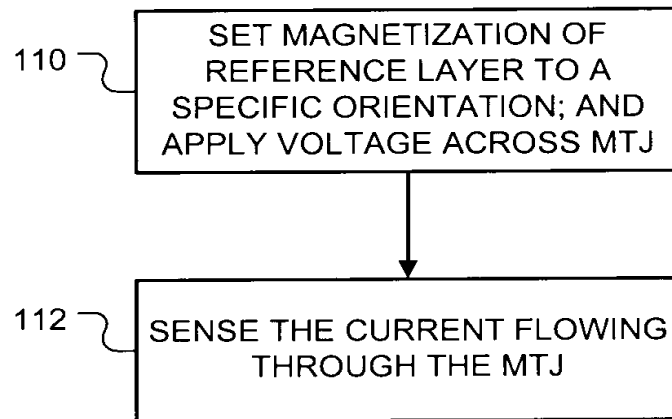 110
SET MAGNETIZATION OF
REFERENCE LAYER TO A
SPECIFIC ORIENTATION; AND
APPLY VOLTAGE ACROSS MTJ
112
SENSE THE CURRENT FLOWING
THROUGH THE MTJ